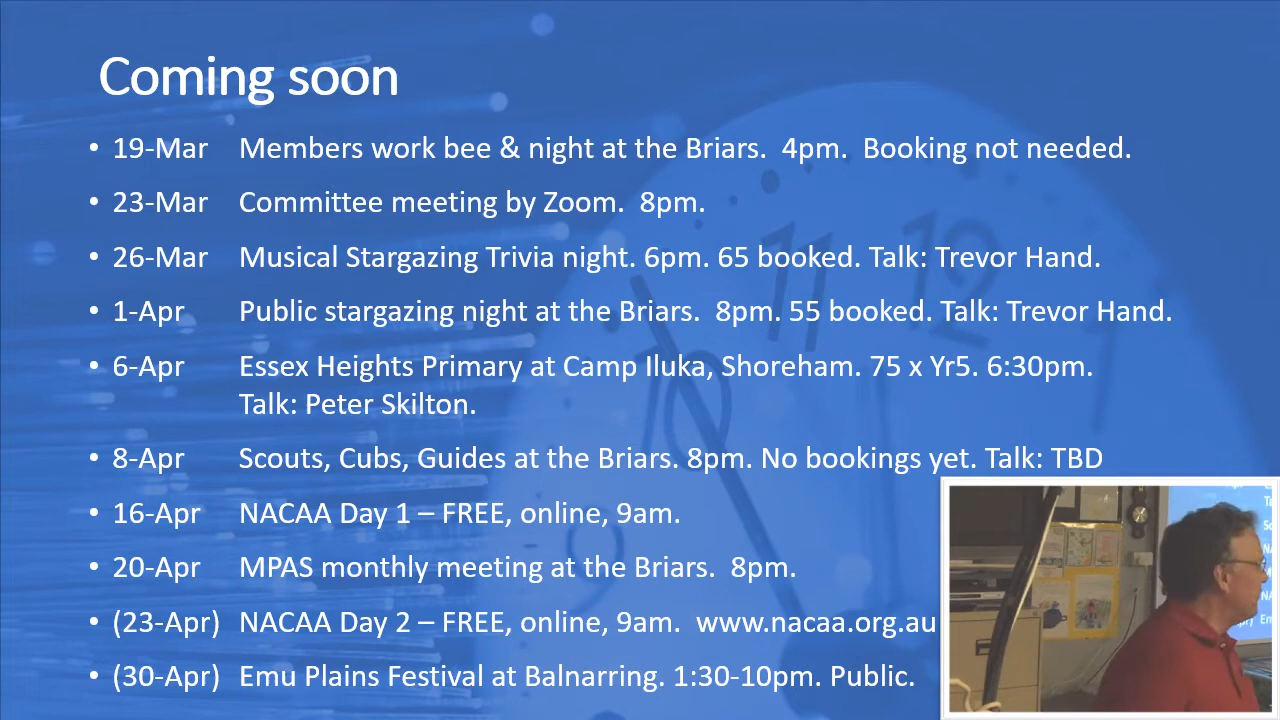 Coming soon
• 19-Mar Members work bee & night at the Briars. 4pm. Booking not needed.
• 23-Mar Committee meeting by Zoom. 8pm.
• 26-Mar Musical Stargazing Trivia night. 6pm. 65 booked. Talk: Trevor Hand.
• 1-Apr Public stargazing night at the Briars. 8pm. 55 booked. Talk: Trevor Hand.
• 6-Apr Essex Heights Primary at Camp Iluka, Shoreham. 75 x Yr5. 6:30pm.
Talk: Peter Skilton.
• 8-Apr Scouts, Cubs, Guides at the Briars. 8pm. No bookings yet. Talk: TBD
• 16-Apr NACAA Day 1 – FREE, online, 9am.
• 20-Apr MPAS monthly meeting at the Briars. 8pm.
• (23-Apr) NACAA Day 2 – FREE, online, 9am. www.nacaa.org.au
• (30-Apr) Emu Plains Festival at Balnarring. 1:30-10pm. Public.
11
12
10
9